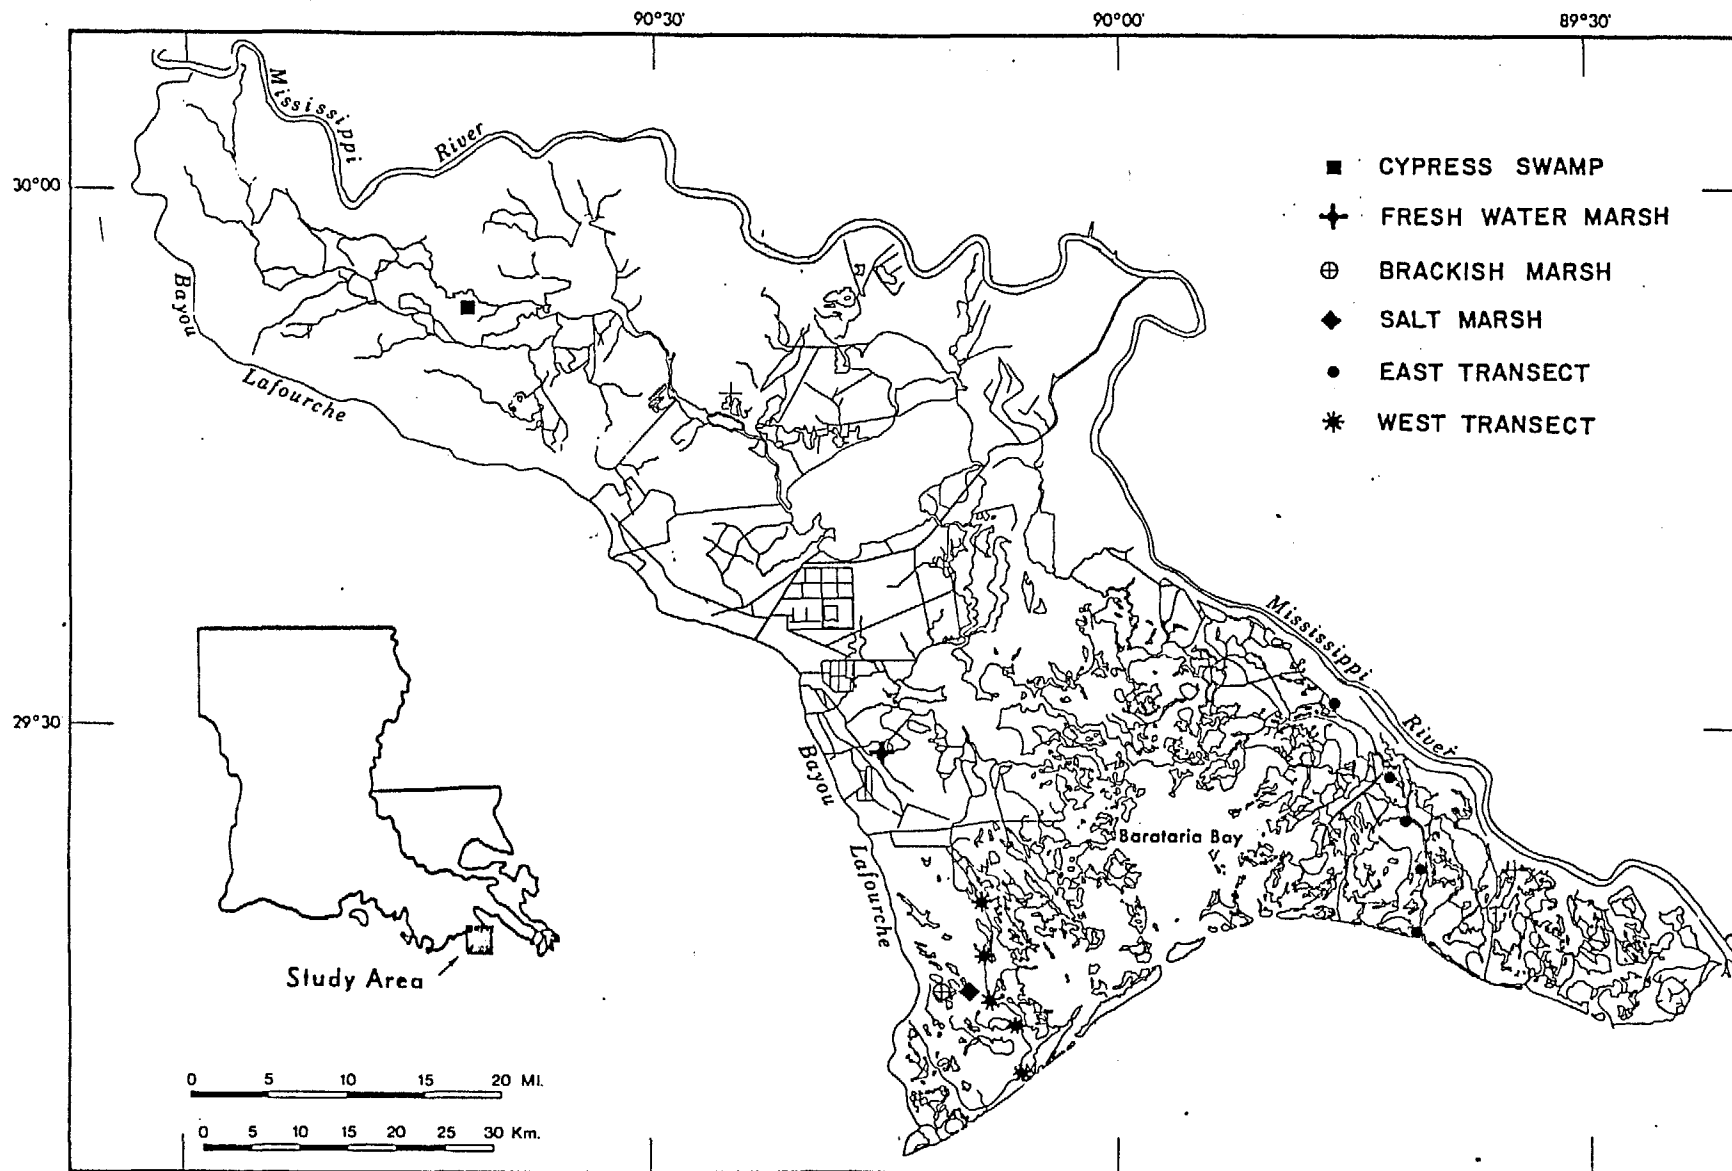 90°30'
90°00'
89°30'
Mississippi
River
30°00'
CYPRESS SWAMP
FRESH WATER MARSH
BRACKISH MARSH
SALT MARSH
EAST TRANSECT
WEST TRANSECT
Bayou
Lafourche
Mississippi
River
29°30'
Bayou
Lafourche
Barataria Bay
Study Area
0 5 10 15 20 MI.
0 5 10 15 20 25 30 Km.